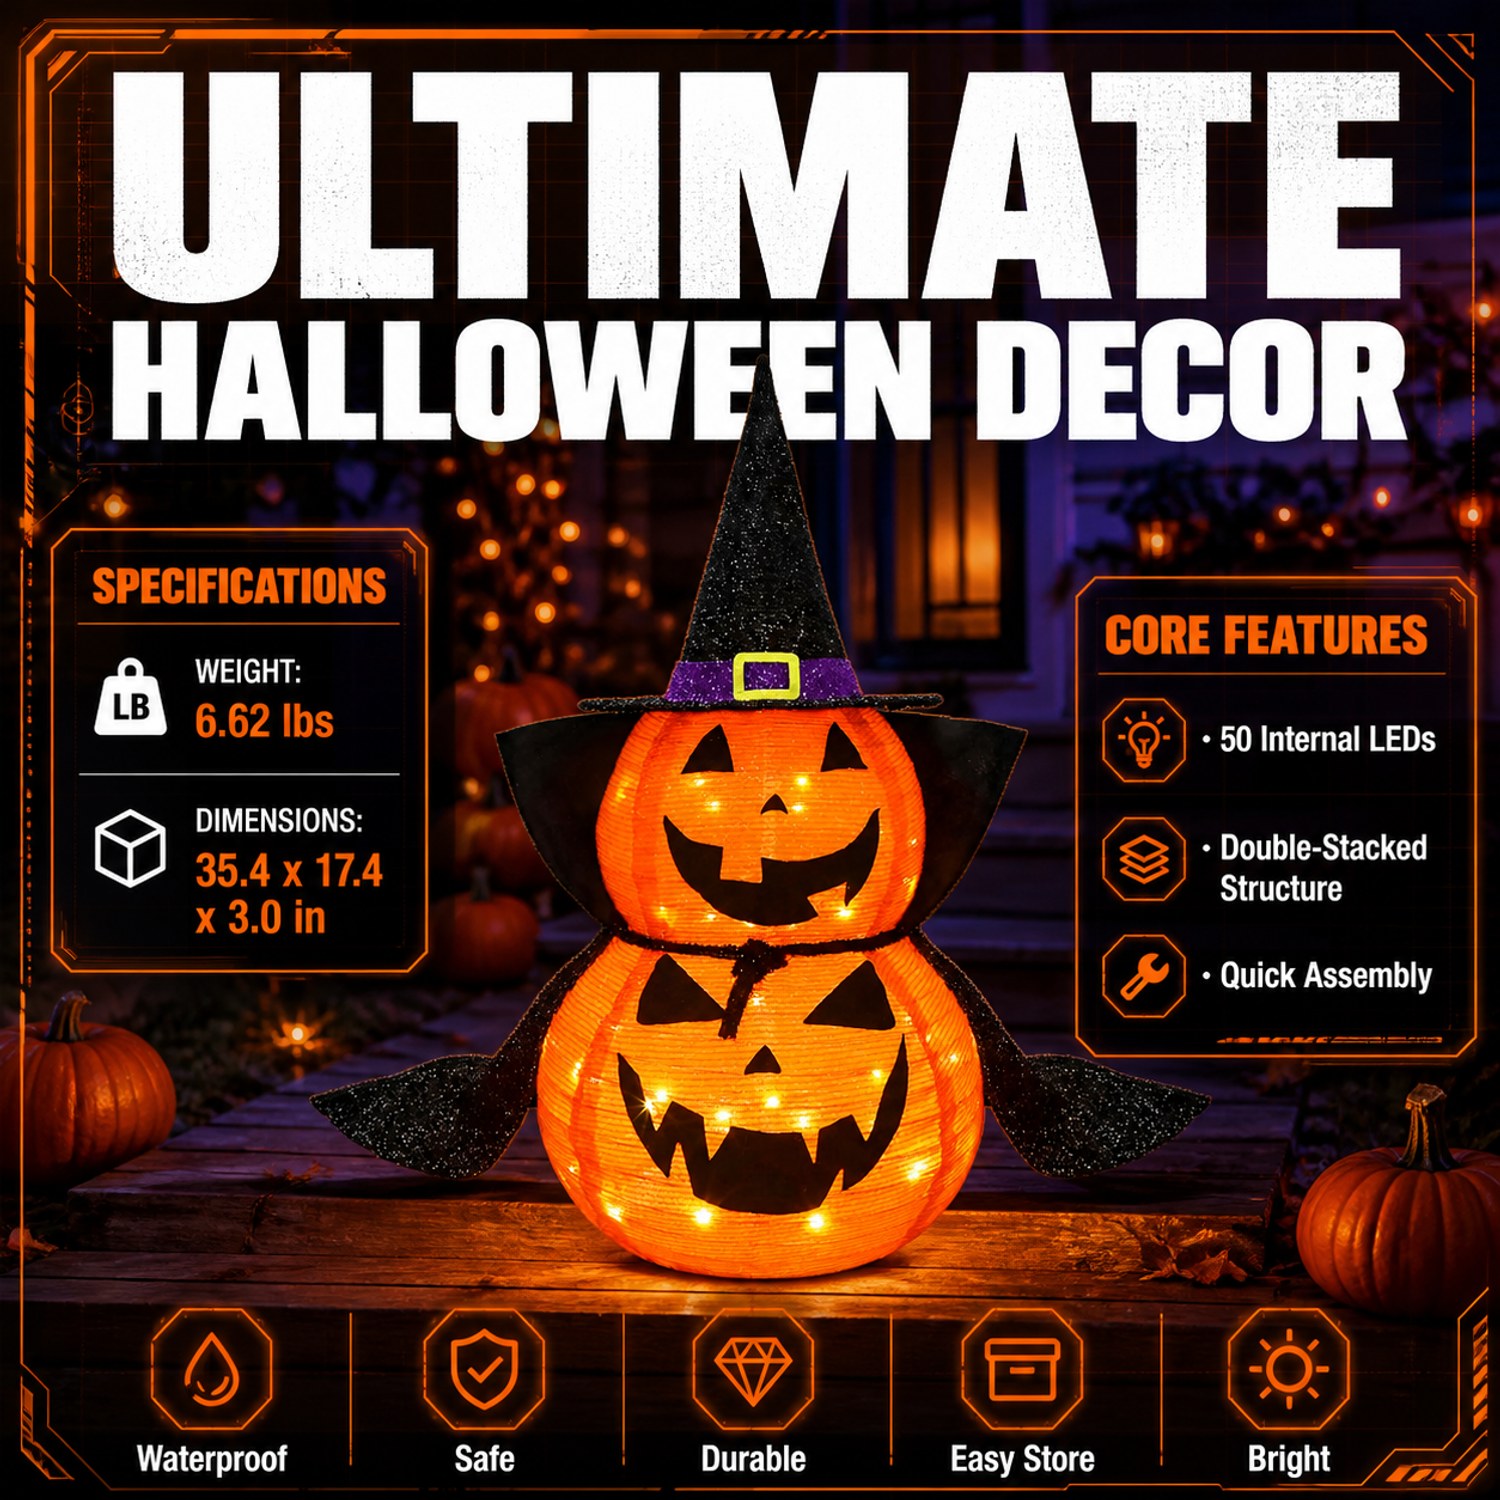 ULTIMATE
HALLOWEEN DECOR
SPECIFICATIONS
LB
WEIGHT:
6.62 lbs
DIMENSIONS:
35.4 x 17.4
x 3.0 in
CORE FEATURES
• 50 Internal LEDs
• Double-Stacked
Structure
• Quick Assembly
Waterproof
Safe
Durable
Easy Store
Bright